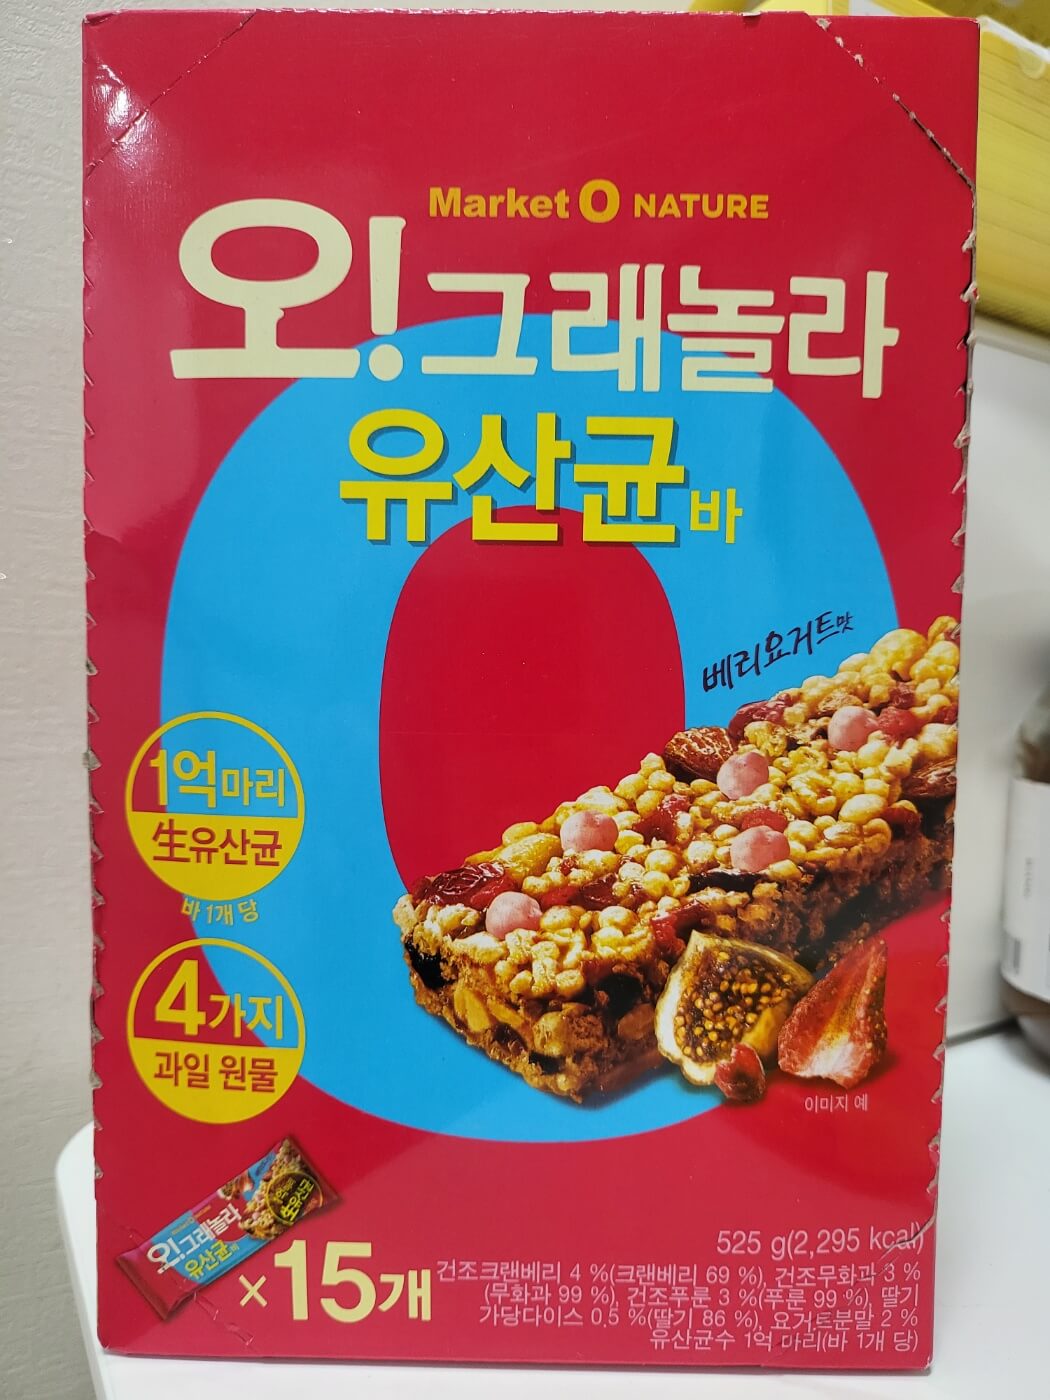 Market O NATURE
오!그래놀라
유산균바
베리요거트맛
1억마리
生유산균
바 1개당
4가지
과일 원물
이미지 예
오!그래놀라
유산균바
×15개
525 g(2,295 kcal)
건조크랜베리 4 %(크랜베리 69 %), 건조무화과 3 %
(무화과 99 %), 건조푸룬 3 %(푸룬 99 %), 딸기
가당다이스 0.5 %(딸기 86 %), 요거트분말 2 %
유산균수 1억 마리(바 1개 당)